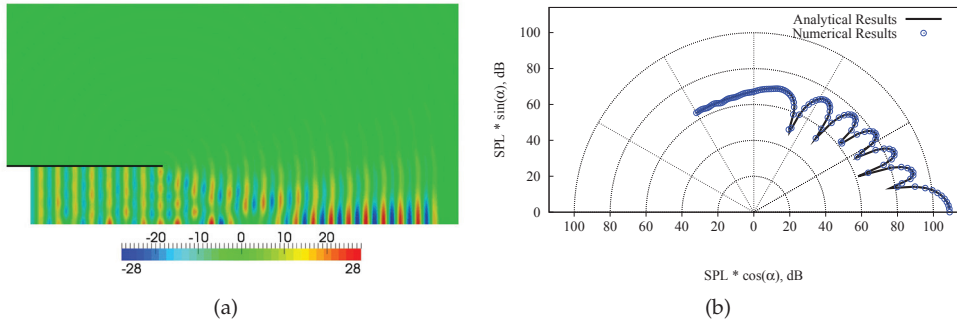 -20 -10 0 10 20
-28 28
(a)
Analytical Results
Numerical Results
SPL * sin(α), dB
100
80
60
40
20
0
100 80 60 40 20 0 20 40 60 80 100
SPL * cos(α), dB
(b)